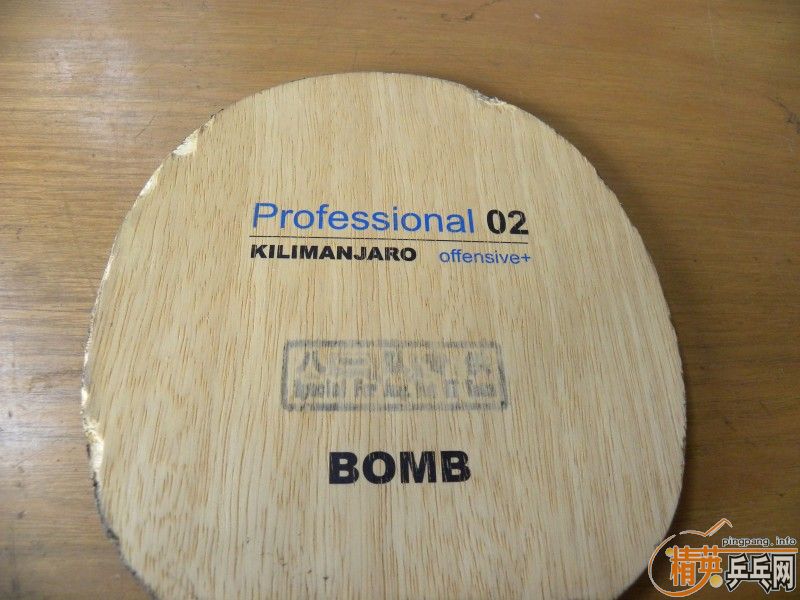 Professional 02
KILIMANJARO offensive+
BOMB
pingpang.info
精英乒乓网